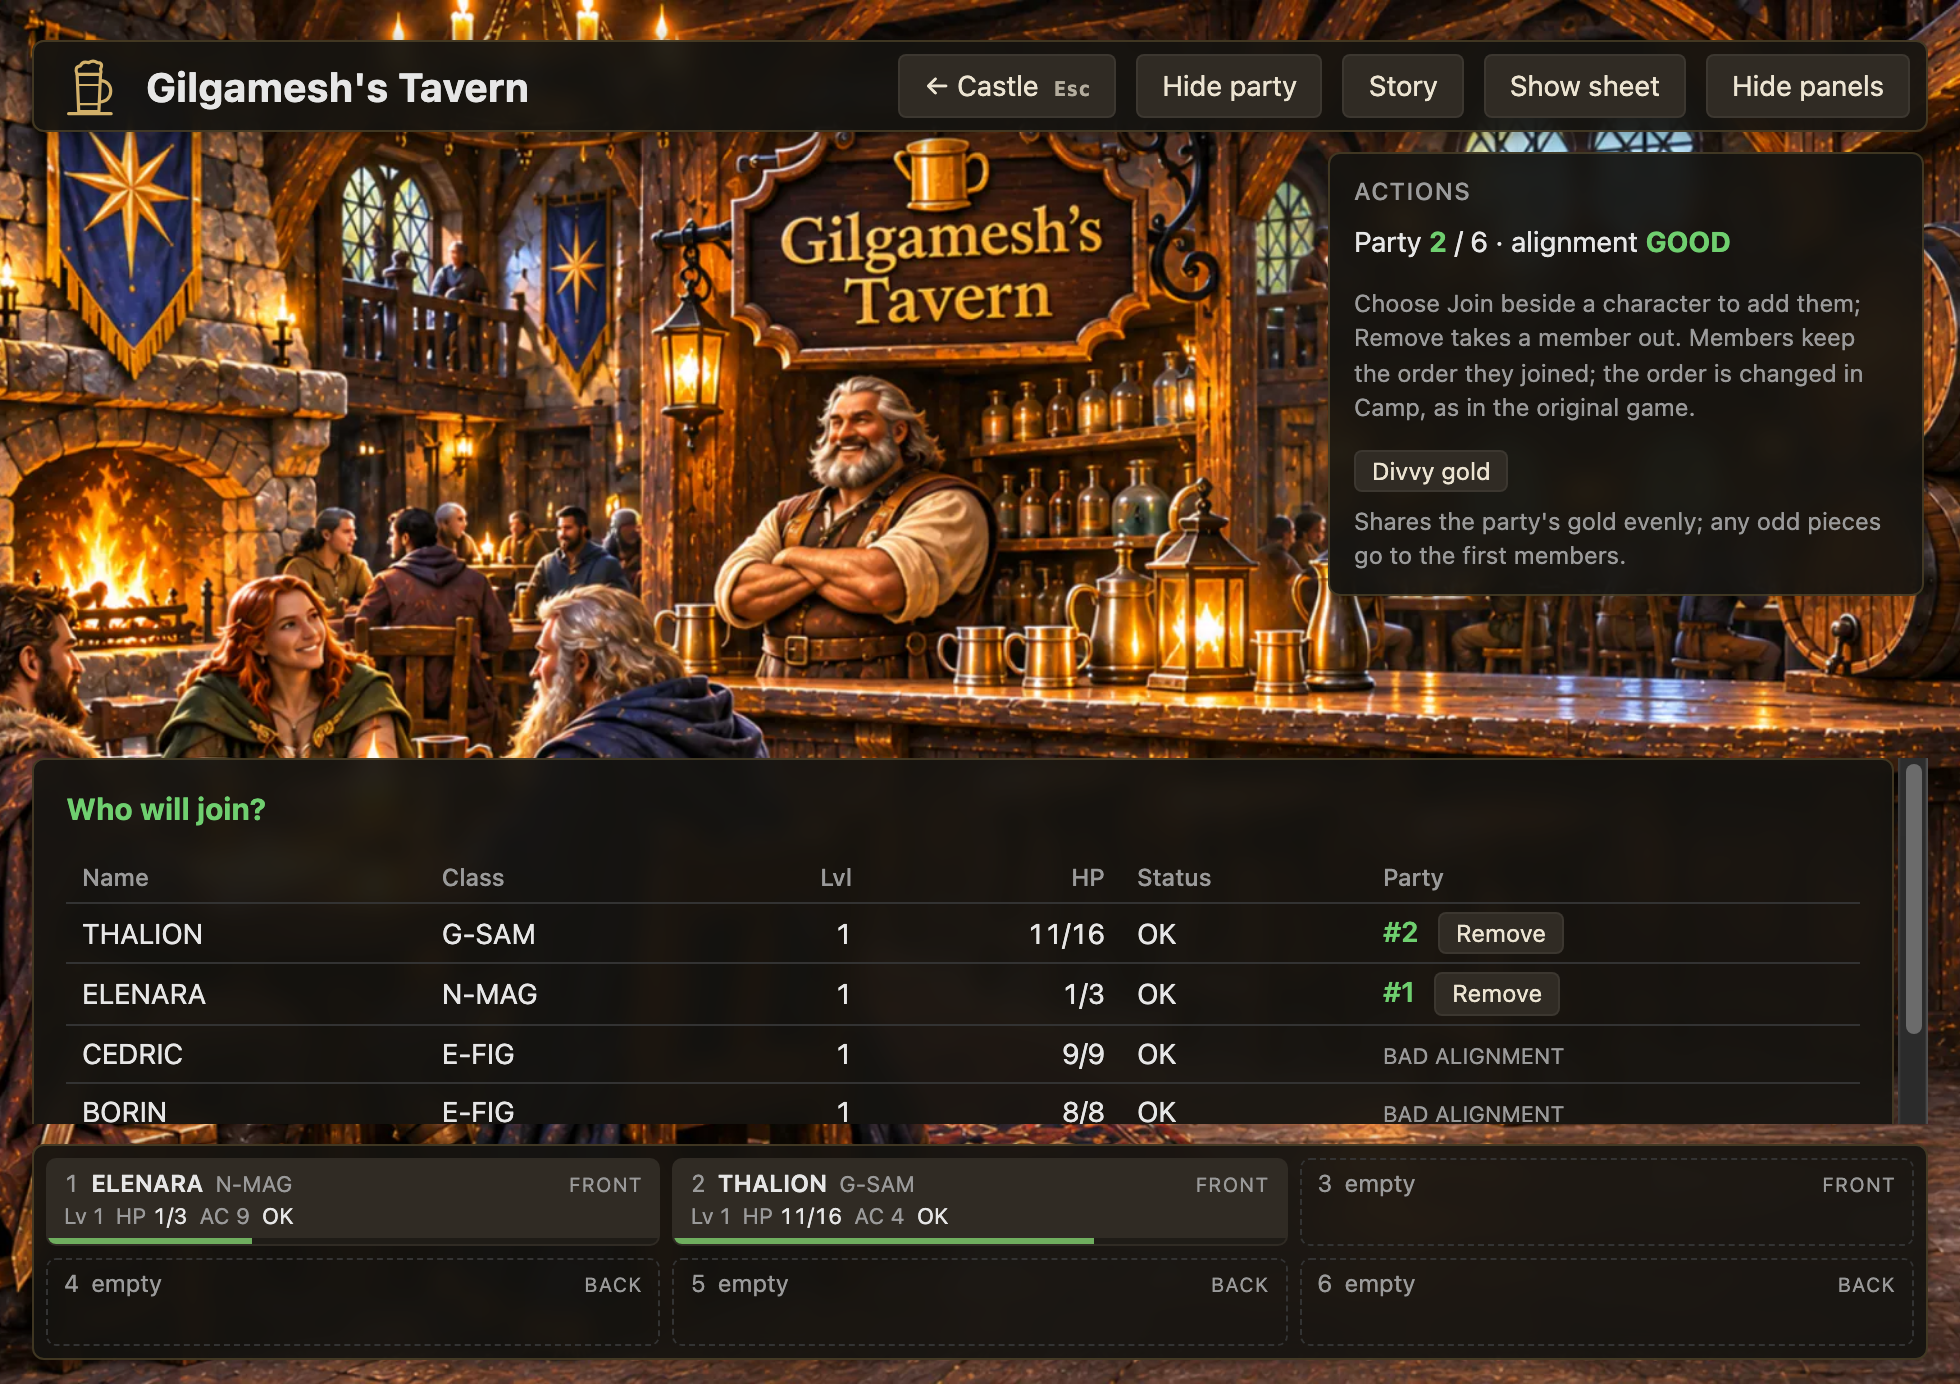 Gilgamesh's Tavern
← Castle Esc
Hide party
Story
Show sheet
Hide panels
Gilgamesh's
Tavern
ACTIONS
Party 2 / 6 · alignment GOOD
Choose Join beside a character to add them;
Remove takes a member out. Members keep
the order they joined; the order is changed in
Camp, as in the original game.
Divvy gold
Shares the party's gold evenly; any odd pieces
go to the first members.
Who will join?
Name Class Lvl HP Status Party
THALION G-SAM 1 11/16 OK #2 Remove
ELENARA N-MAG 1 1/3 OK #1 Remove
CEDRIC E-FIG 1 9/9 OK BAD ALIGNMENT
BORIN E-FIG 1 8/8 OK BAD ALIGNMENT
1 ELENARA N-MAG FRONT
Lv 1 HP 1/3 AC 9 OK
2 THALION G-SAM FRONT
Lv 1 HP 11/16 AC 4 OK
3 empty FRONT
4 empty BACK
5 empty BACK
6 empty BACK